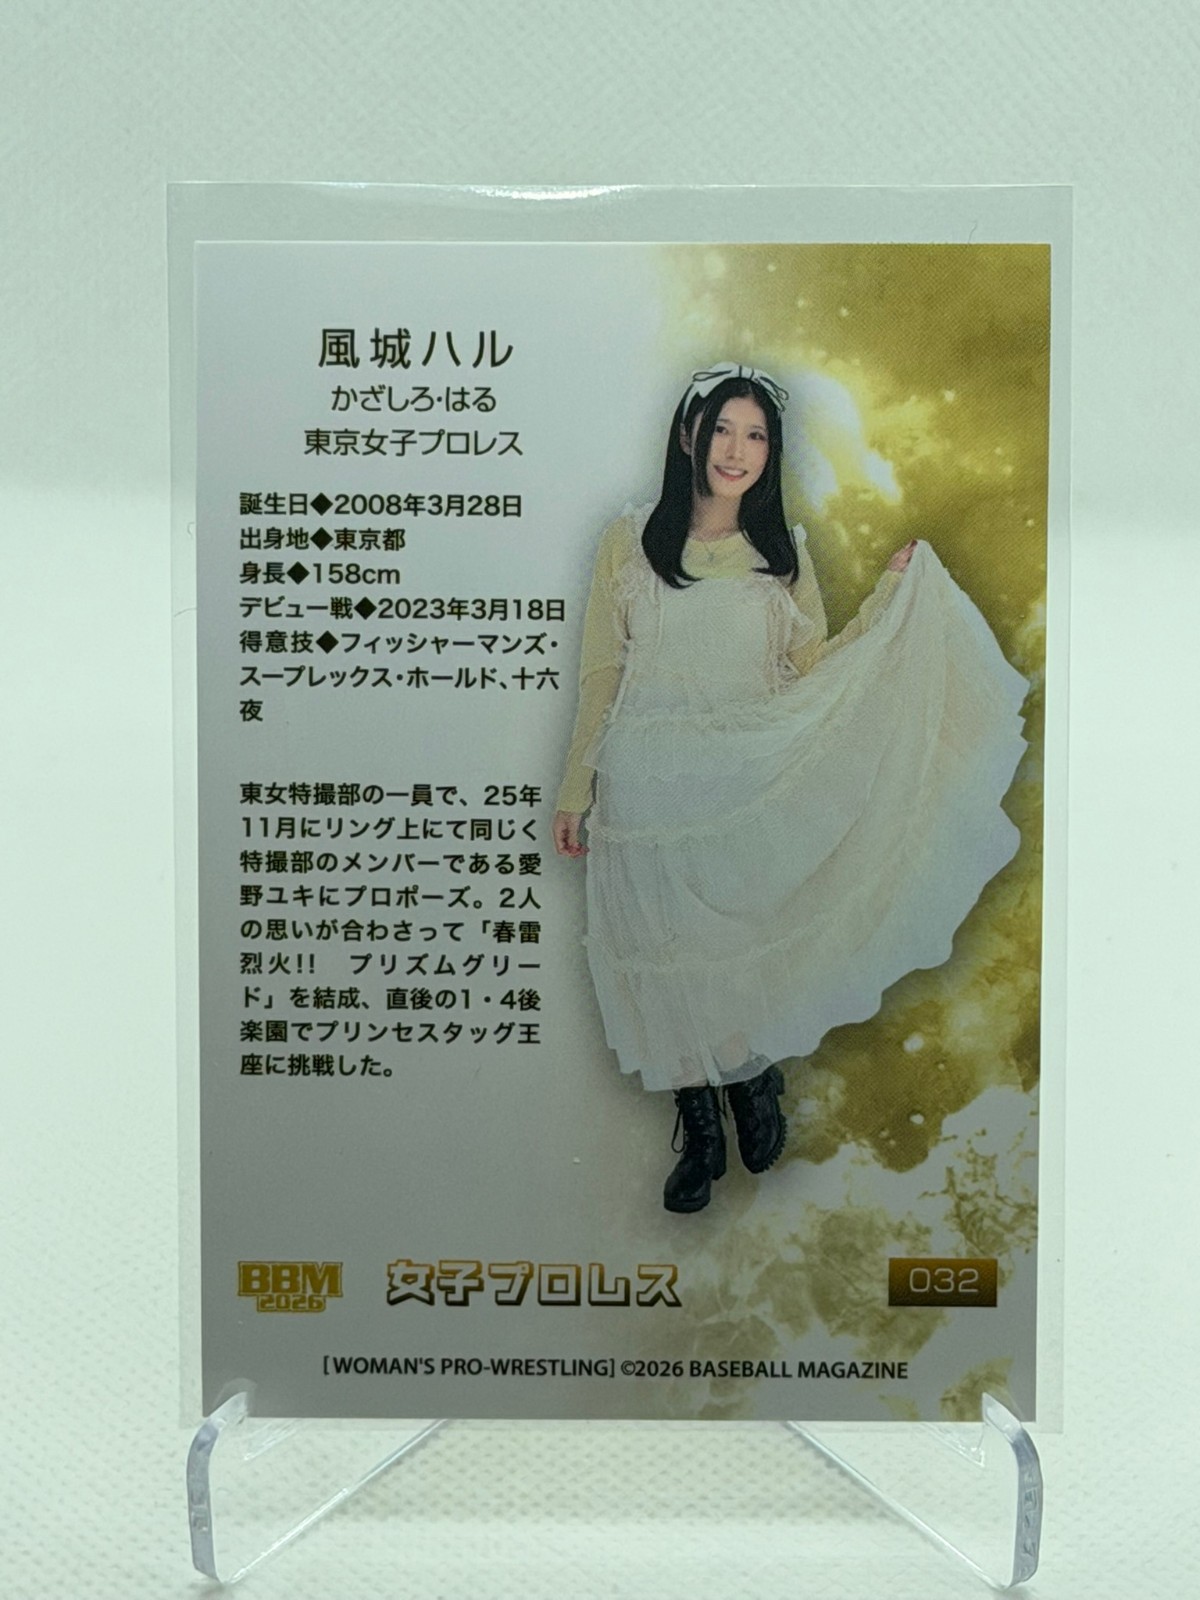 風城ハル
かざしろ・はる
東京女子プロレス
誕生日◆2008年3月28日
出身地◆東京都
身長◆158cm
デビュー戦◆2023年3月18日
得意技◆フィッシャーマンズ・
スープレックス・ホールド、十六
夜
東女特撮部の一員で、25年
11月にリング上にて同じく
特撮部のメンバーである愛
野ユキにプロポーズ。2人
の思いが合わさって「春雷
烈火!!　プリズムグリー
ド」を結成、直後の1・4後
楽園でプリンセスタッグ王
座に挑戦した。
BBM
2026
女子プロレス
032
[WOMAN'S PRO-WRESTLING] ©2026 BASEBALL MAGAZINE